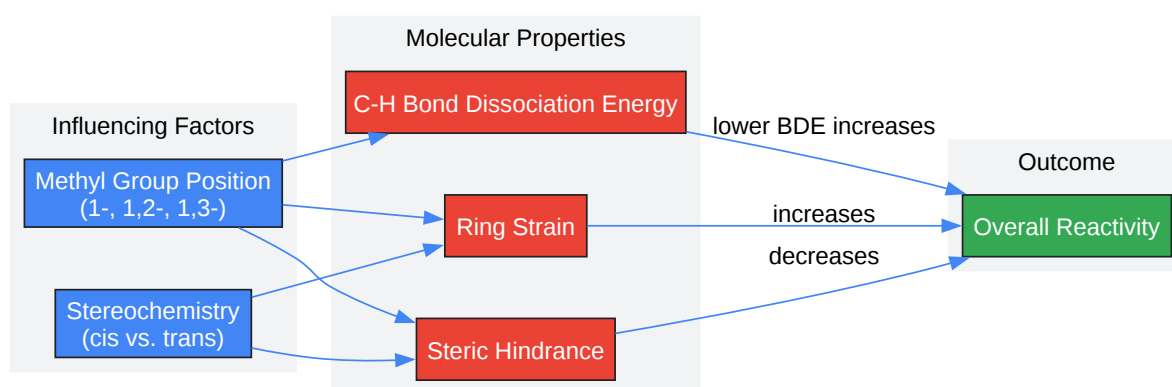 Molecular Properties
C-H Bond Dissociation Energy
lower BDE increases
Influencing Factors
Outcome
Methyl Group Position
(1-, 1,2-, 1,3-)
Ring Strain
increases
Overall Reactivity
decreases
Stereochemistry
(cis vs. trans)
Steric Hindrance